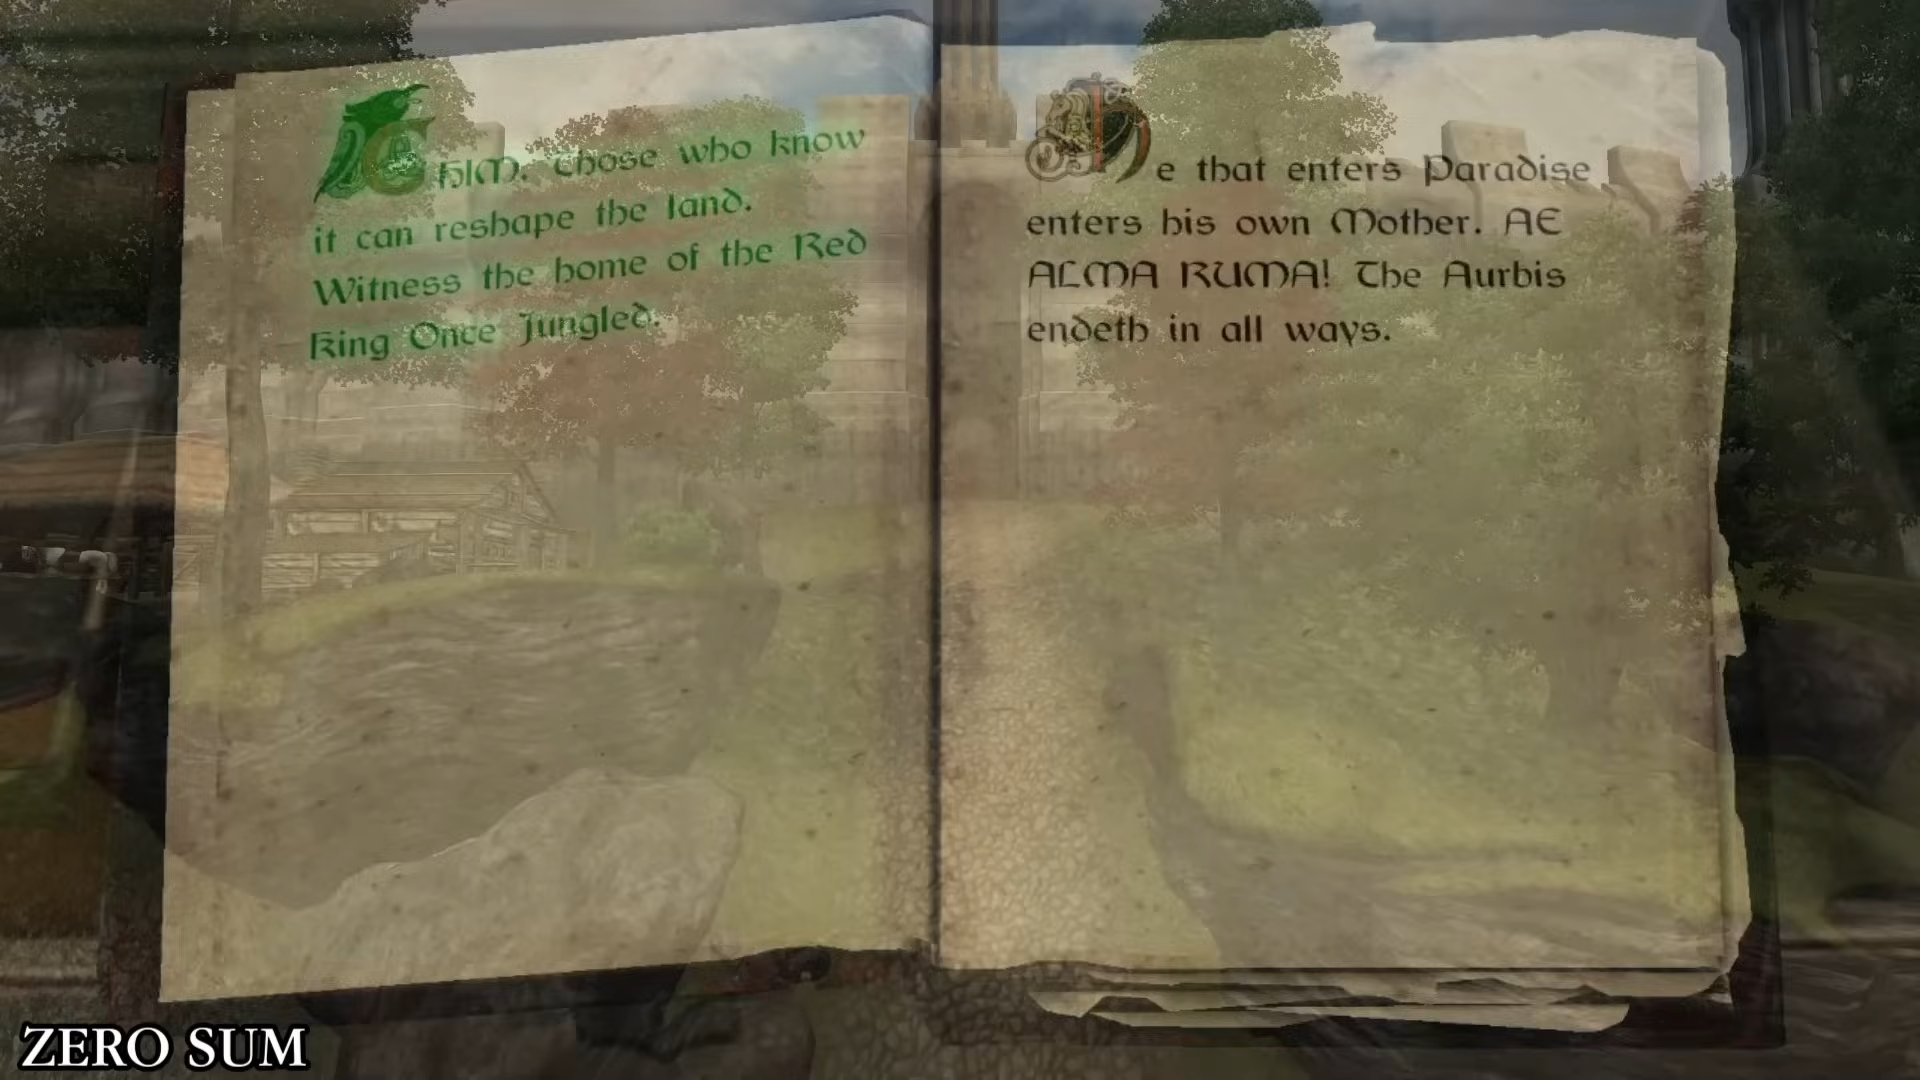 CHIM. Those who know
it can reshape the land.
Witness the home of the Red
King Once Jungled.
He that enters Paradise
enters his own Mother. AE
ALMA RUMA! The Aurbis
endeth in all ways.
ZERO SUM